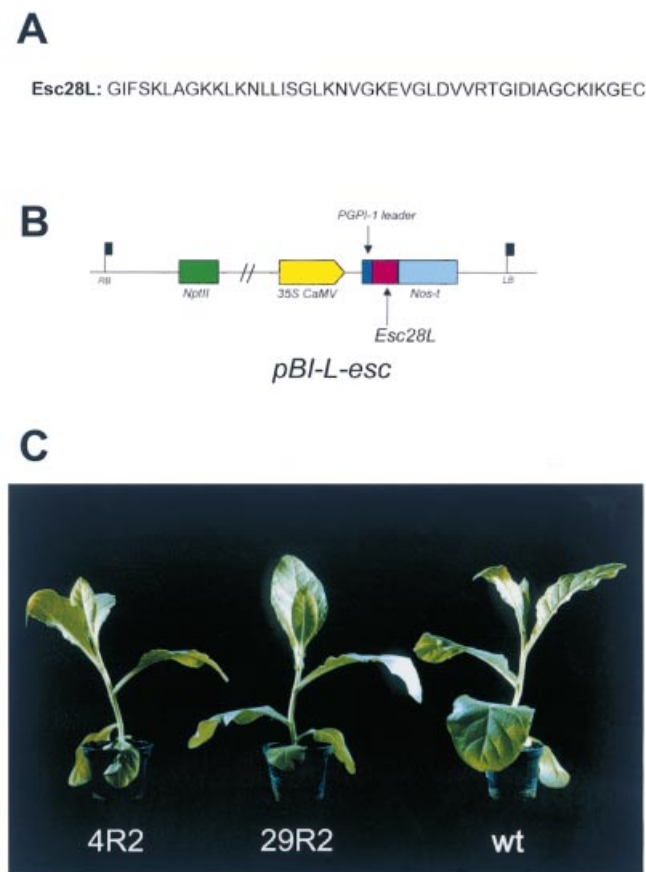 A
Esc28L: GIFSKLAGKKLKNLLISGLKNVGKEVGLDVVRTGIDIAGCKIKGEC
B
PGPI-1 leader
RB
NptII
//
35S CaMV
Nos-t
LB
Esc28L
pBI-L-esc
C
4R2
29R2
wt